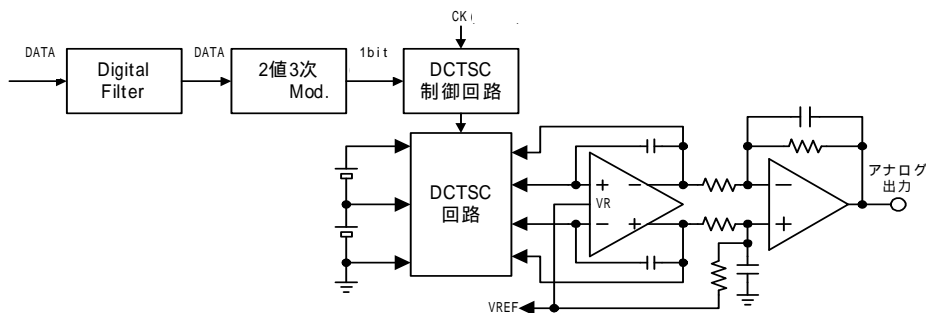 CK
DATA
DATA
1bit
Digital
Filter
2値3次
Mod.
DCTSC
制御回路
DCTSC
回路
+
−
VR
−
+
−
+
アナログ
出力
VREF